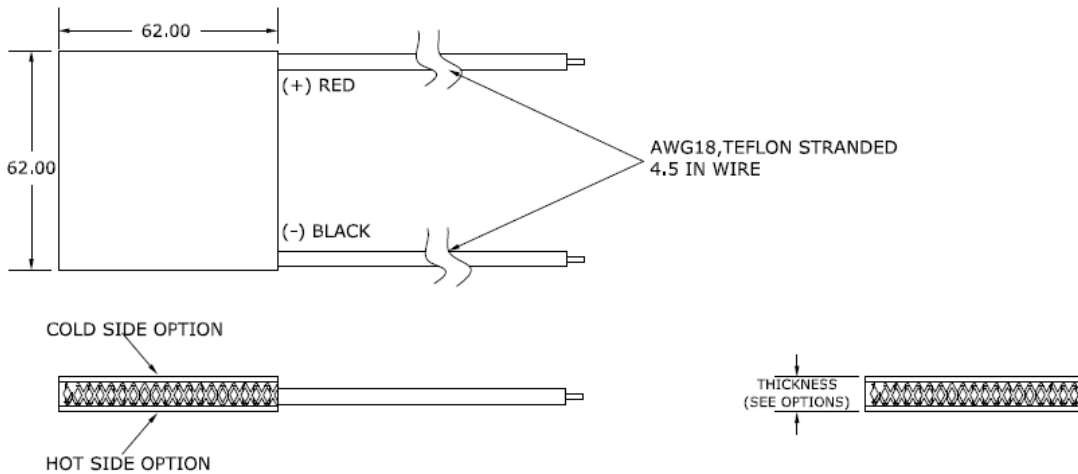 62.00
(+) RED
62.00
AWG18,TEFLON STRANDED
4.5 IN WIRE
(-) BLACK
COLD SIDE OPTION
THICKNESS
(SEE OPTIONS)
HOT SIDE OPTION